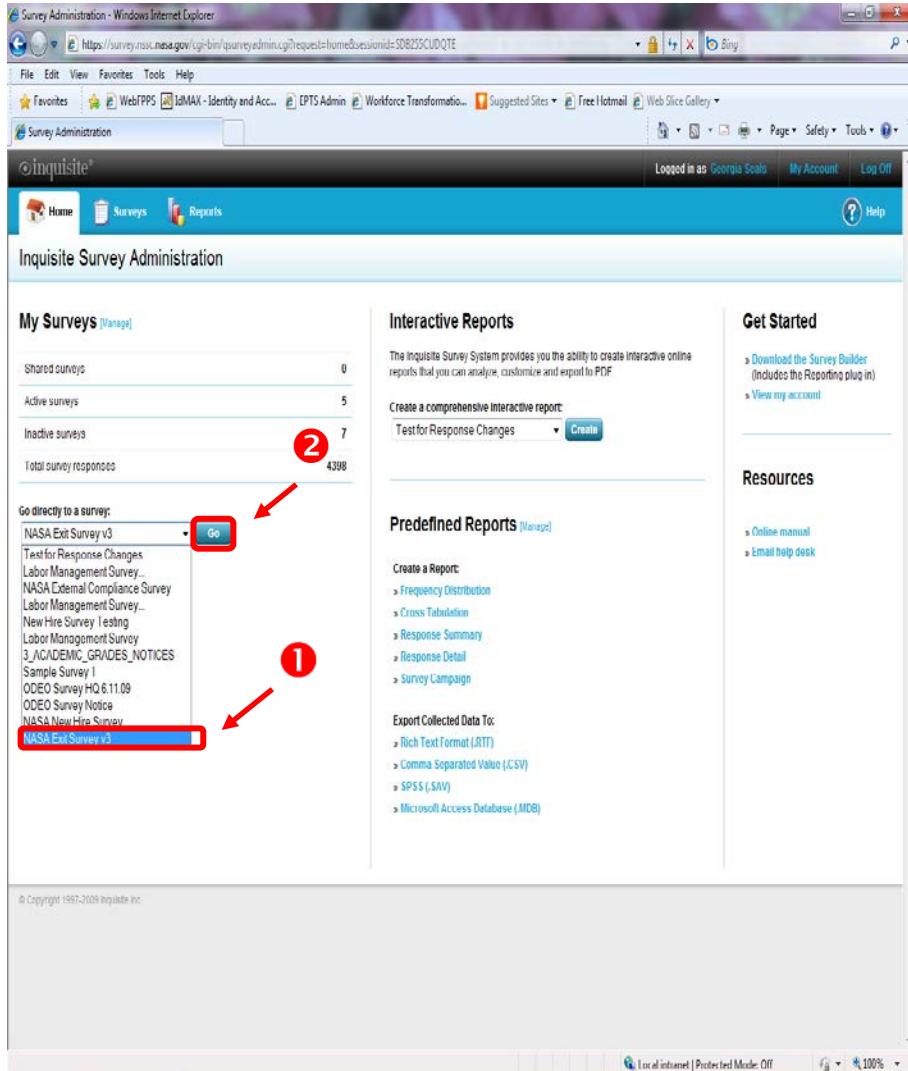 Survey Administration - Windows Internet Explorer
https://survey.nssc.nasa.gov/cgi-bin/qsurveyadmin.cgi?request=home&sessionid=SDB255CUDQTE
Bing
File Edit View Favorites Tools Help
Favorites WebFPPS IdMAX - Identity and Acc... EPTS Admin Workforce Transformatio... Suggested Sites Free Hotmail Web Slice Gallery
Survey Administration
Page Safety Tools
inquisite®
Logged in as Georgia Seals My Account Log Off
Home Surveys Reports
Help
Inquisite Survey Administration
My Surveys [Manage]
Shared surveys 0
Active surveys 5
Inactive surveys 7
Total survey responses 4398
2
Go directly to a survey:
NASA Exit Survey v3 Go
Test for Response Changes
Labor Management Survey...
NASA External Compliance Survey
Labor Management Survey...
New Hire Survey Testing
Labor Management Survey
3_ACADEMIC_GRADES_NOTICES
Sample Survey 1
ODEO Survey HQ 6.11.09
ODEO Survey Notice
NASA New Hire Survey
NASA Exit Survey v3
1
Interactive Reports
The Inquisite Survey System provides you the ability to create interactive online
reports that you can analyze, customize and export to PDF
Create a comprehensive interactive report:
Test for Response Changes Create
Predefined Reports [Manage]
Create a Report:
» Frequency Distribution
» Cross Tabulation
» Response Summary
» Response Detail
» Survey Campaign
Export Collected Data To:
» Rich Text Format (.RTF)
» Comma Separated Value (.CSV)
» SPSS (.SAV)
» Microsoft Access Database (.MDB)
Get Started
» Download the Survey Builder
(Includes the Reporting plug in)
» View my account
Resources
» Online manual
» Email help desk
© Copyright 1997-2009 Inquisite Inc.
Local intranet | Protected Mode: Off 100%